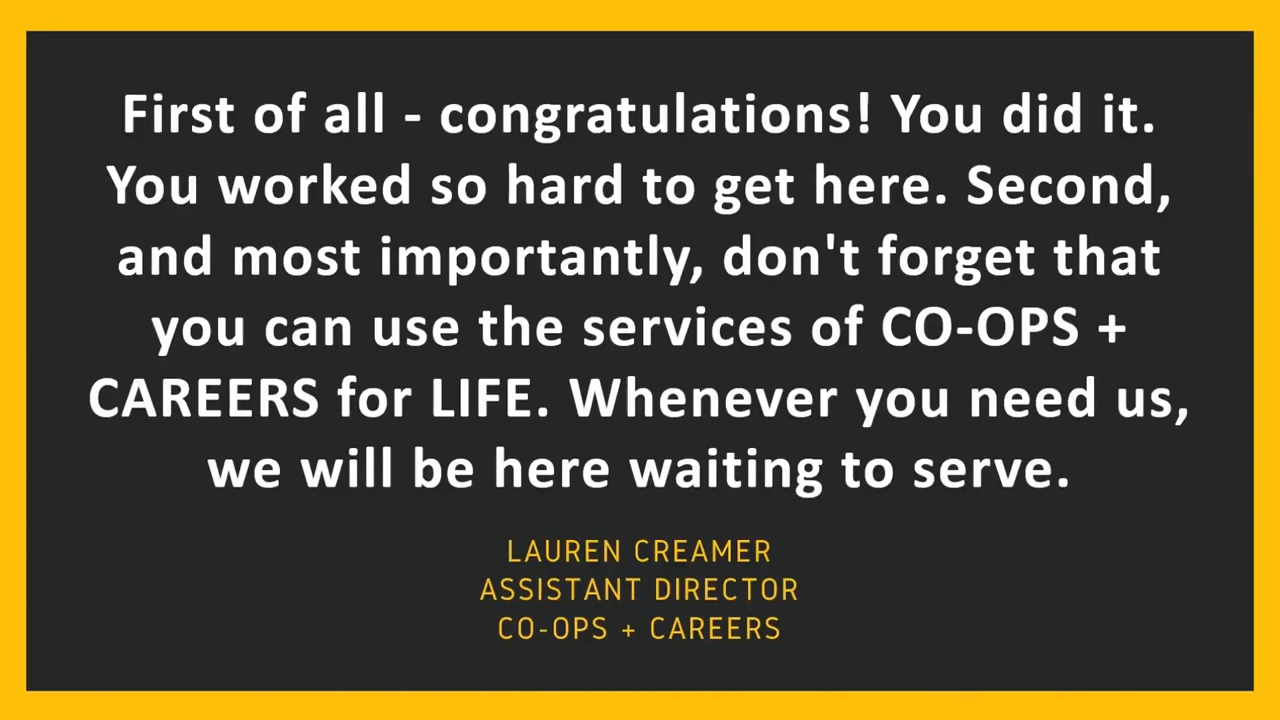 First of all - congratulations! You did it.
You worked so hard to get here. Second,
and most importantly, don't forget that
you can use the services of CO-OPS +
CAREERS for LIFE. Whenever you need us,
we will be here waiting to serve.
LAUREN CREAMER
ASSISTANT DIRECTOR
CO-OPS + CAREERS